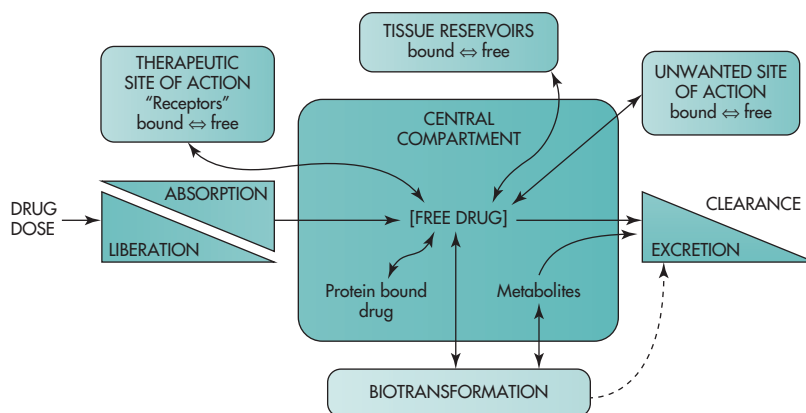 TISSUE RESERVOIRS
bound ⇔ free
THERAPEUTIC
SITE OF ACTION
“Receptors”
bound ⇔ free
UNWANTED SITE
OF ACTION
bound ⇔ free
CENTRAL
COMPARTMENT
DRUG
DOSE
ABSORPTION
LIBERATION
[FREE DRUG]
CLEARANCE
EXCRETION
Protein bound
drug
Metabolites
BIOTRANSFORMATION